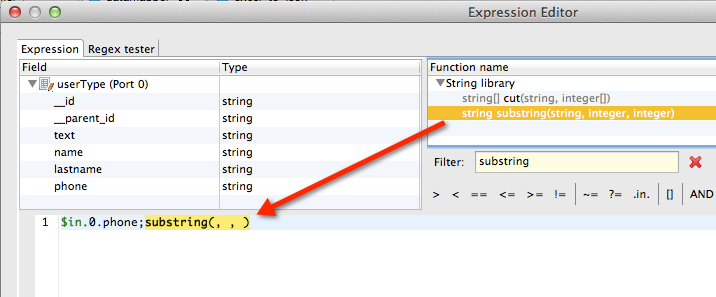 Expression Editor
Expression Regex tester
Field Type
userType (Port 0)
__id string
__parent_id string
text string
name string
lastname string
phone string
Function name
String library
string[] cut(string, integer[])
string substring(string, integer, integer)
Filter: substring
> < == <= >= != ~= ?= .in. [] AND
1 $in.0.phone;substring(, , )